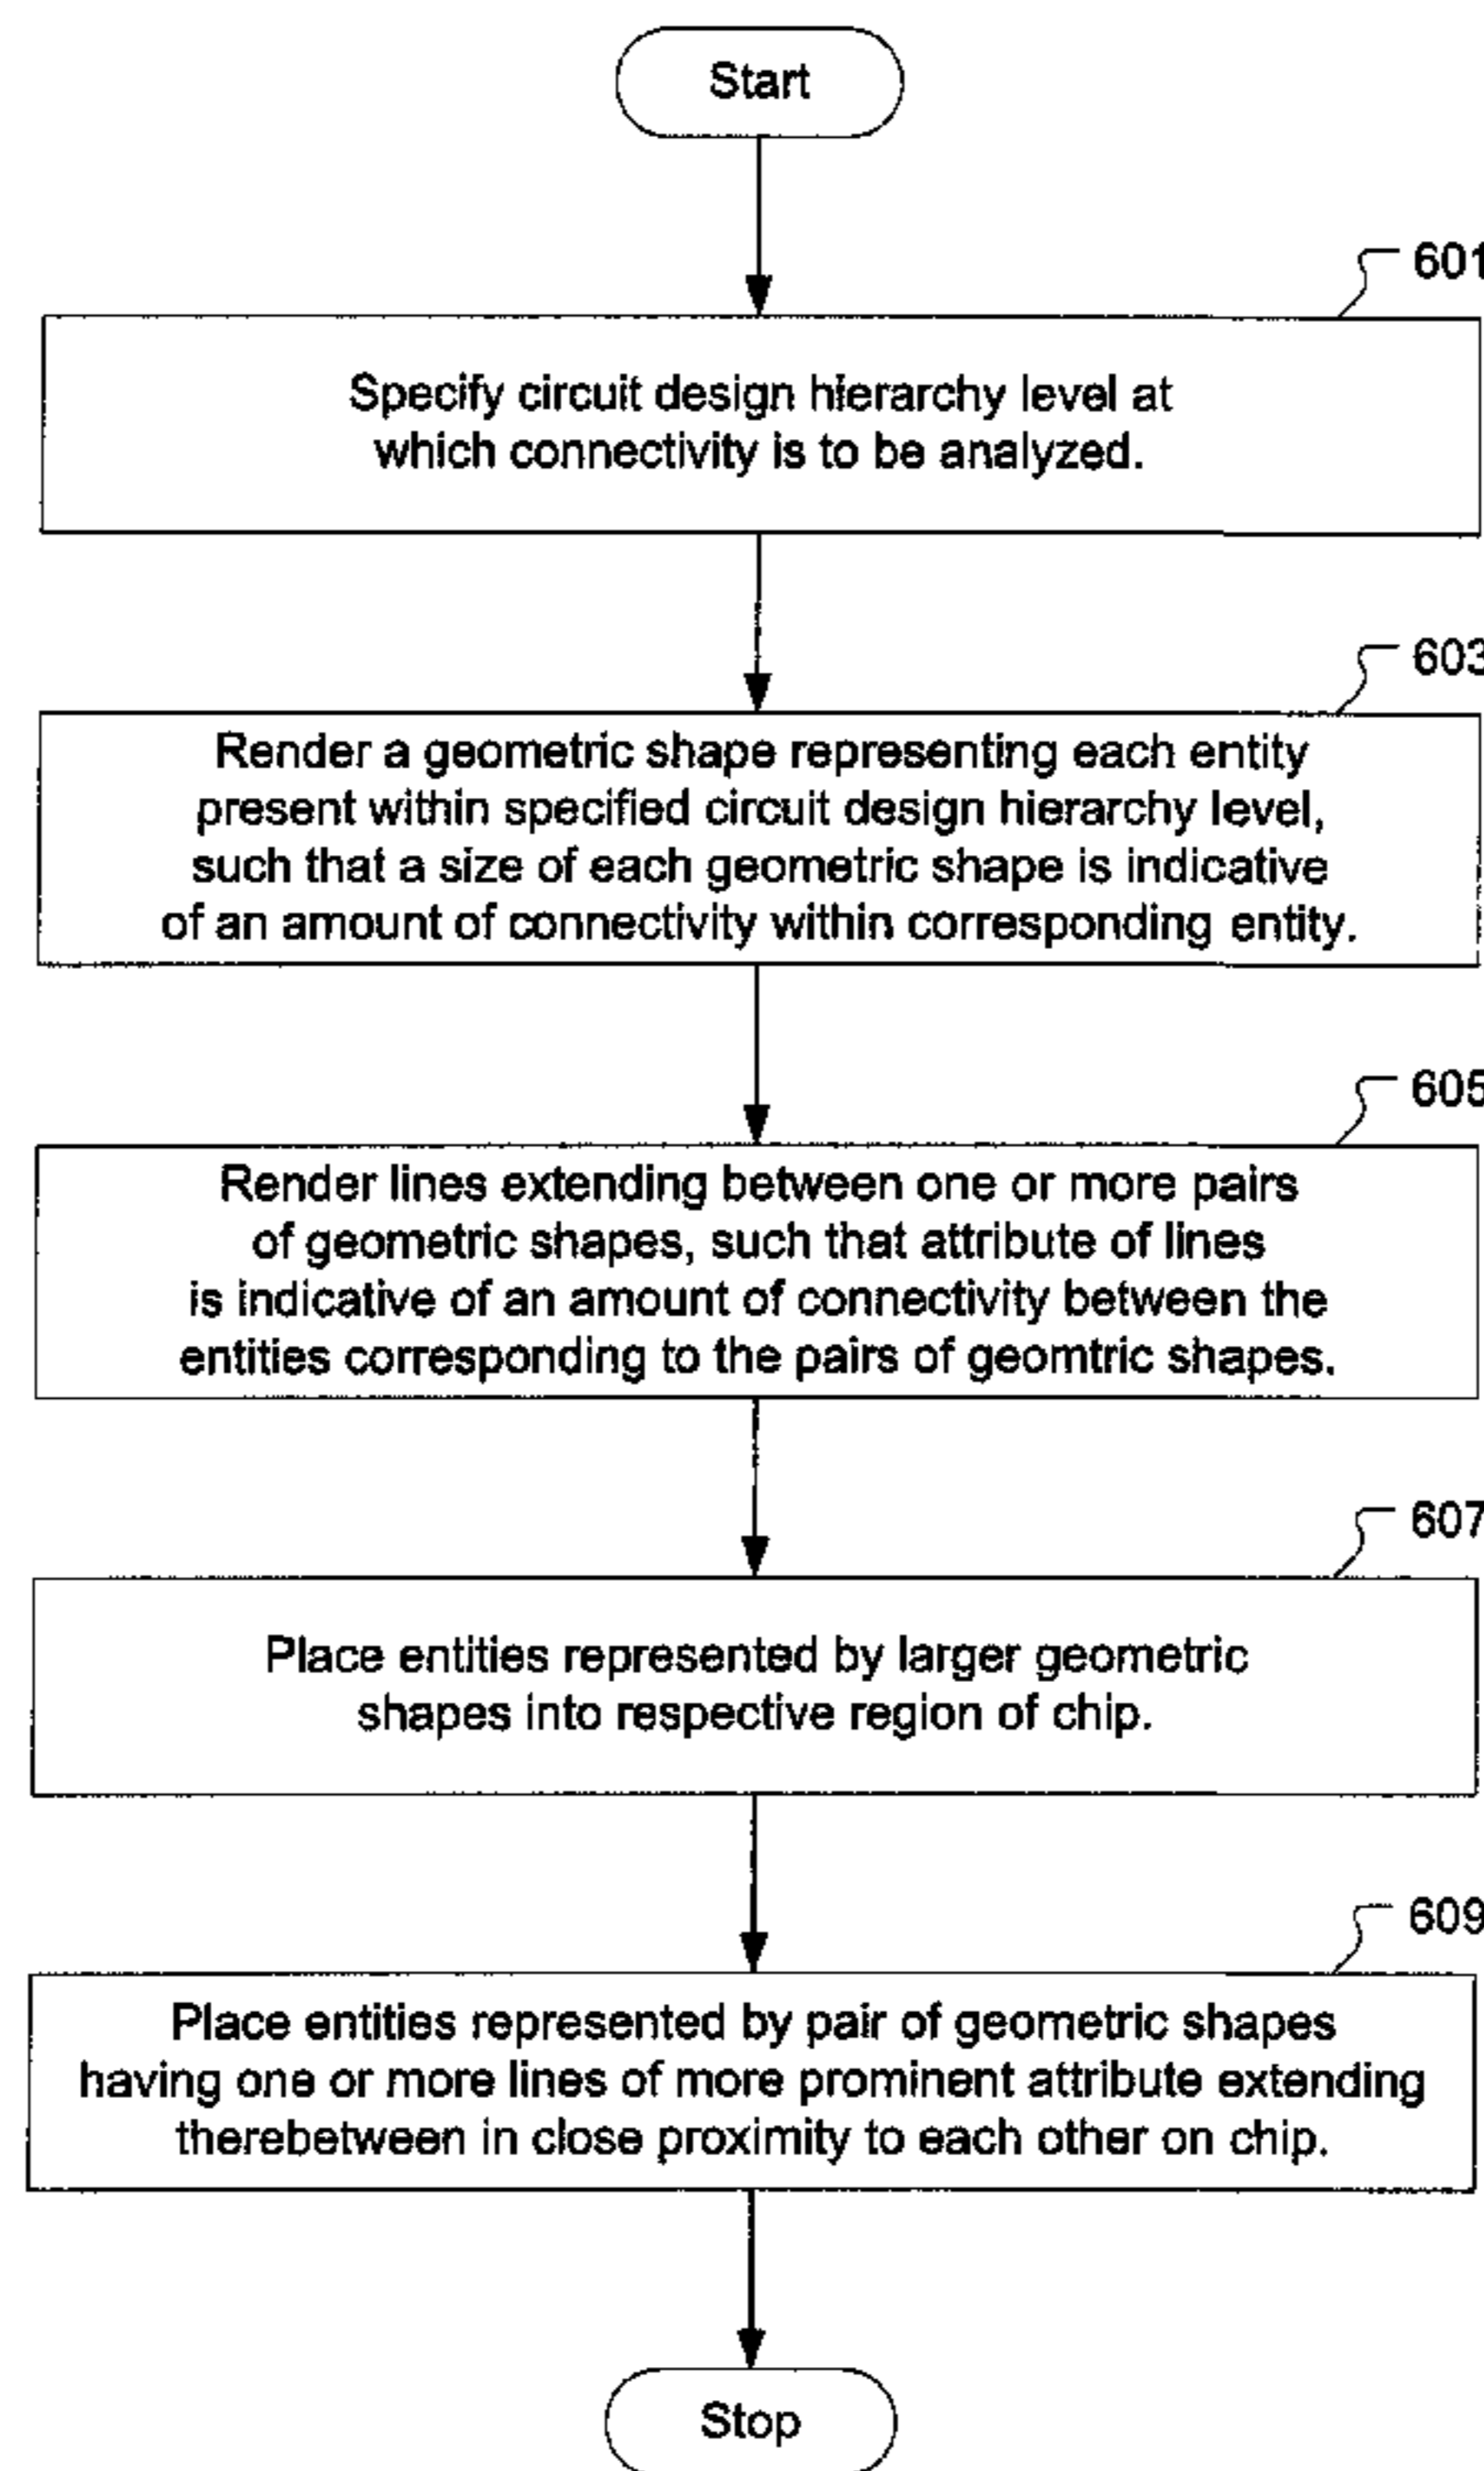 Start
601
Specify circuit design hierarchy level at
which connectivity is to be analyzed.
603
Render a geometric shape representing each entity
present within specified circuit design hierarchy level,
such that a size of each geometric shape is indicative
of an amount of connectivity within corresponding entity.
605
Render lines extending between one or more pairs
of geometric shapes, such that attribute of lines
is indicative of an amount of connectivity between the
entities corresponding to the pairs of geomtric shapes.
607
Place entities represented by larger geometric
shapes into respective region of chip.
609
Place entities represented by pair of geometric shapes
having one or more lines of more prominent attribute extending
therebetween in close proximity to each other on chip.
Stop